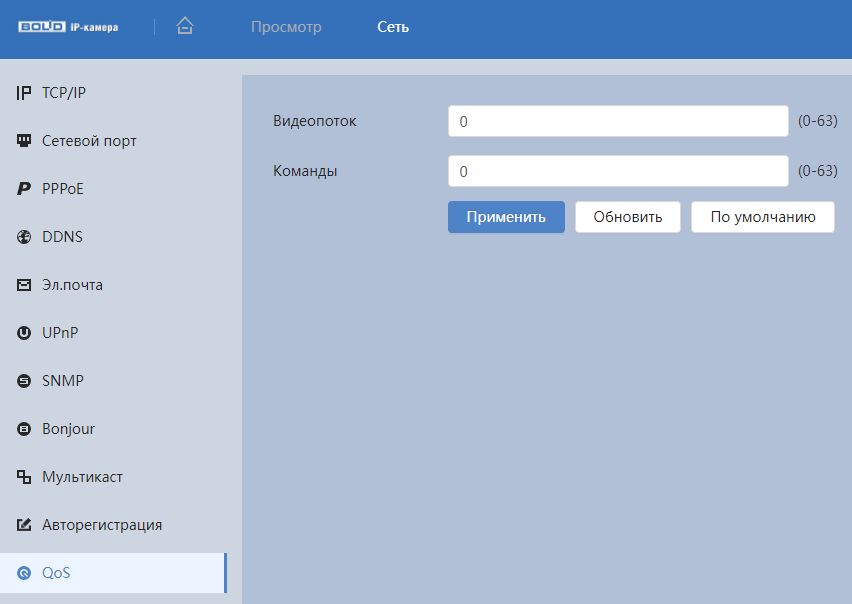 BOLID IP-камера
Просмотр
Сеть
TCP/IP
Сетевой порт
PPPoE
DDNS
Эл.почта
UPnP
SNMP
Bonjour
Мультикаст
Авторегистрация
QoS
Видеопоток 0 (0-63)
Команды 0 (0-63)
Применить Обновить По умолчанию